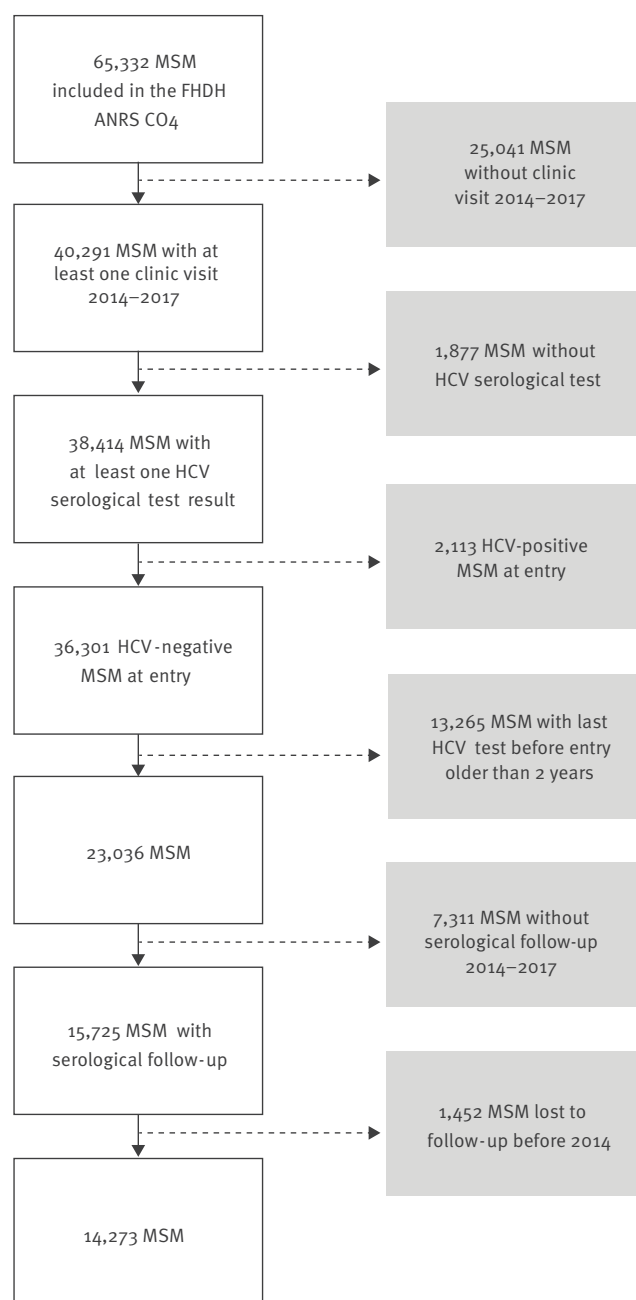 65,332 MSM
included in the FHDH
ANRS CO4
25,041 MSM
without clinic
visit 2014–2017
40,291 MSM with at
least one clinic visit
2014–2017
1,877 MSM without
HCV serological test
38,414 MSM with
at least one HCV
serological test result
2,113 HCV-positive
MSM at entry
36,301 HCV-negative
MSM at entry
13,265 MSM with last
HCV test before entry
older than 2 years
23,036 MSM
7,311 MSM without
serological follow-up
2014–2017
15,725 MSM with
serological follow-up
1,452 MSM lost to
follow-up before 2014
14,273 MSM